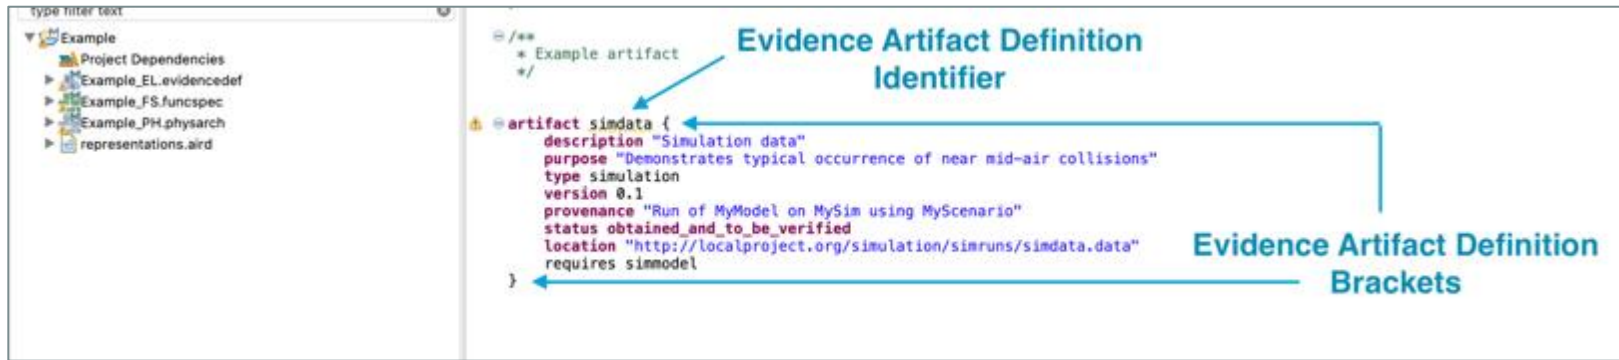 type filter text
Example
Project Dependencies
Example_EL.evidencedef
Example_FS.funcspec
Example_PH.physarch
representations.aird
/**
* Example artifact
*/
artifact simdata {
description "Simulation data"
purpose "Demonstrates typical occurrence of near mid-air collisions"
type simulation
version 0.1
provenance "Run of MyModel on MySim using MyScenario"
status obtained_and_to_be_verified
location "http://localproject.org/simulation/simruns/simdata.data"
requires simmodel
}
Evidence Artifact Definition
Identifier
Evidence Artifact Definition
Brackets